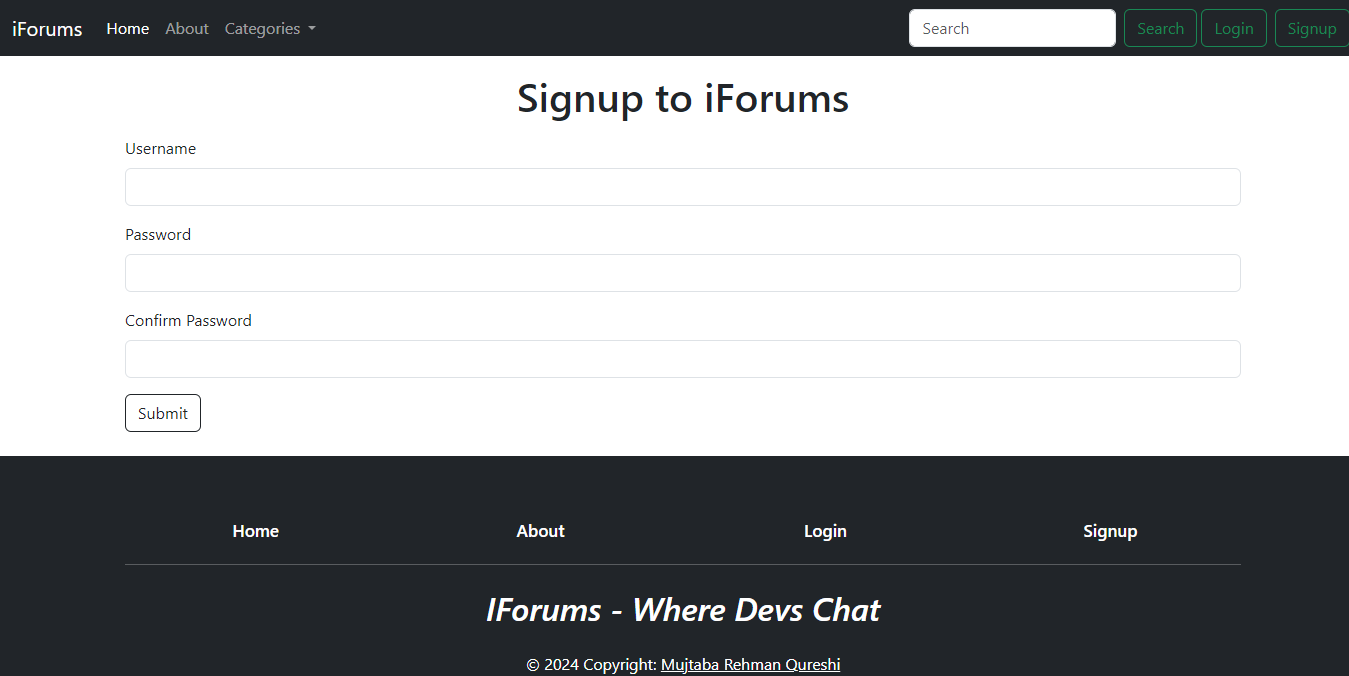 iForums Home About Categories Search Search Login Signup
Signup to iForums
Username
Password
Confirm Password
Submit
Home About Login Signup
IForums - Where Devs Chat
© 2024 Copyright: Mujtaba Rehman Qureshi